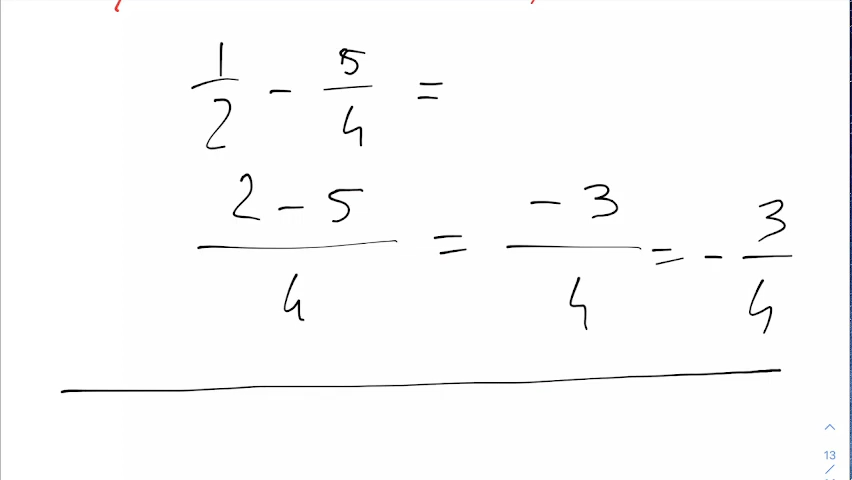 1/2 - 5/4 =
(2 - 5)/4 = -3/4 = - 3/4
13
/